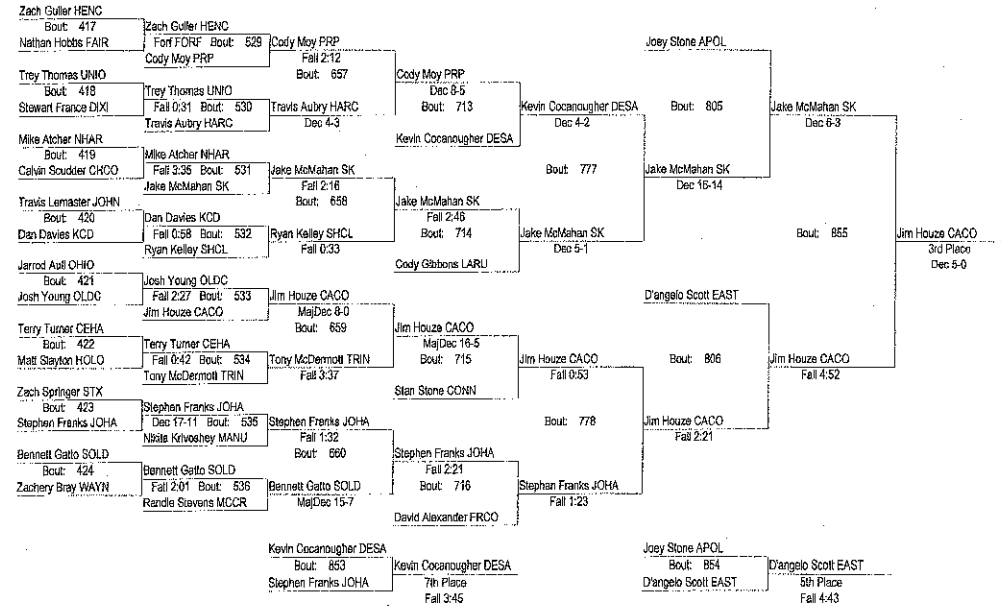 Zach Guller HENC
Bout: 417
Nathan Hobbs FAIR
Trey Thomas UNIO
Bout: 418
Stewart France DIXI
Mike Atcher NHAR
Bout: 419
Calvin Scudder CHCO
Travis Lemaster JOHN
Bout: 420
Dan Davies KCD
Jarrod Aull OHIO
Bout: 421
Josh Young OLDC
Terry Turner CEHA
Bout: 422
Matt Slayton HOLO
Zach Springer STX
Bout: 423
Stephen Franks JOHA
Bennett Gatto SOLD
Bout: 424
Zachery Bray WAYN
Zach Guller HENC
Forf FORF Bout: 529
Cody Moy PRP
Trey Thomas UNIO
Fall 0:31 Bout: 530
Travis Aubry HARC
Mike Atcher NHAR
Fall 3:35 Bout: 531
Jake McMahan SK
Dan Davies KCD
Fall 0:58 Bout: 532
Ryan Kelley SHCL
Josh Young OLDC
Fall 2:27 Bout: 533
Jim Houze CACO
Terry Turner CEHA
Fall 0:42 Bout: 534
Tony McDermott TRIN
Stephen Franks JOHA
Dec 17-11 Bout: 535
Nikita Krivoshey MANU
Bennett Gatto SOLD
Fall 2:01 Bout: 536
Randle Stevens MCCR
Cody Moy PRP
Fall 2:12
Bout: 657
Travis Aubry HARC
Dec 4-3
Jake McMahan SK
Fall 2:16
Bout: 658
Ryan Kelley SHCL
Fall 0:33
Jim Houze CACO
MajDec 8-0
Bout: 659
Tony McDermott TRIN
Fall 3:37
Stephen Franks JOHA
Fall 1:32
Bout: 660
Bennett Gatto SOLD
MajDec 15-7
Cody Moy PRP
Dec 8-5
Bout: 713
Kevin Cocanougher DESA
Jake McMahan SK
Fall 2:46
Bout: 714
Cody Gibbons LARU
Jim Houze CACO
MajDec 16-5
Bout: 715
Stan Stone CONN
Stephen Franks JOHA
Fall 2:21
Bout: 716
David Alexander FRCO
Kevin Cocanougher DESA
Dec 4-2
Bout: 777
Jake McMahan SK
Dec 5-1
Jim Houze CACO
Fall 0:53
Bout: 778
Stephen Franks JOHA
Fall 1:23
Joey Stone APOL
Bout: 805
Jake McMahan SK
Dec 16-14
D'angelo Scott EAST
Bout: 806
Jim Houze CACO
Fall 2:21
Jake McMahan SK
Dec 6-3
Bout: 855
Jim Houze CACO
Fall 4:52
Jim Houze CACO
3rd Place
Dec 5-0
Kevin Cocanougher DESA
Bout: 853
Stephen Franks JOHA
Kevin Cocanougher DESA
7th Place
Fall 3:45
Joey Stone APOL
Bout: 854
D'angelo Scott EAST
D'angelo Scott EAST
5th Place
Fall 4:43